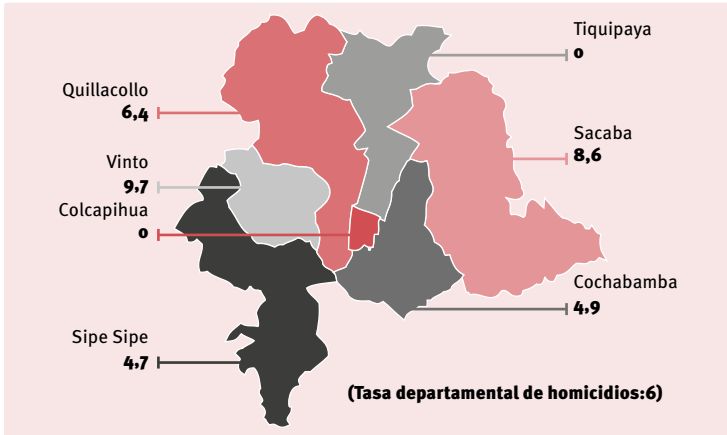 Tiquipaya
0
Quillacollo
6,4
Sacaba
8,6
Vinto
9,7
Colcapihua
0
Cochabamba
4,9
Sipe Sipe
4,7
(Tasa departamental de homicidios:6)